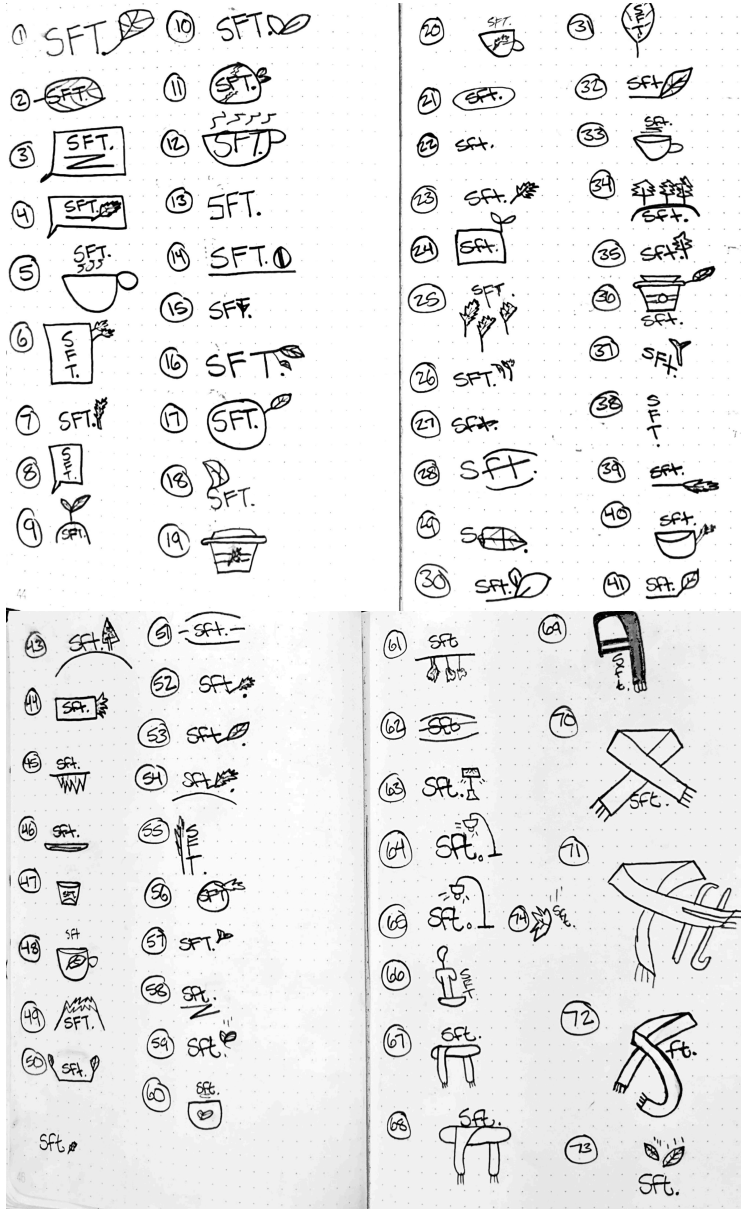 1 SFT.
2 SFT.
3 SFT.
4 SFT.
5 SFT.
6 SFT.
7 SFT.
8 SFT.
9 SFT.
10 SFT.
11 SFT.
12 SFT.
13 SFT.
14 SFT.
15 SFT.
16 SFT.
17 SFT.
18 SFT.
19
20 SFT.
21 Sft.
22 Sft.
23 Sft.
24 Sft.
25 SFT.
26 SFT.
27 Sft.
28 Sft.
29 S
30 Sft.
31 SFT.
32 Sft.
33 Sft.
34 Sft.
35 Sft.
36 Sft.
37 SFt.
38 SFT.
39 Sft.
40 Sft.
41 Sft.
43 Sft.
44 Sft.
45 Sft.
46 Sft.
47 SFT
48 Sft
49 SFT.
50 Sft.
Sft.
51 Sft.
52 Sft.
53 Sft.
54 Sft.
55 SFT.
56 SFT
57 SFT.
58 Sft.
59 Sft.
60 Sft.
61 Sft
62 Sft
63 Sft.
64 Sft.
65 Sft.
66 SFT.
67 Sft.
68 Sft.
69 Sft.
70 Sft.
71
72 ft.
73 Sft.
74 Sft.